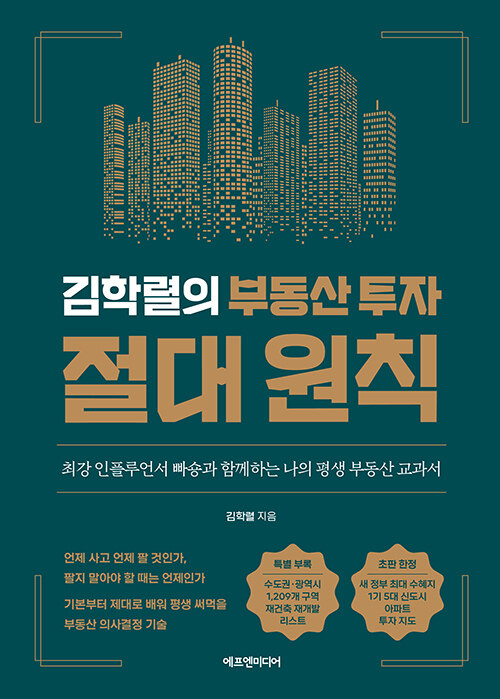 김학렬의 부동산 투자
절대 원칙
최강 인플루언서 빠숑과 함께하는 나의 평생 부동산 교과서
김학렬 지음
언제 사고 언제 팔 것인가,
팔지 말아야 할 때는 언제인가
기본부터 제대로 배워 평생 써먹을
부동산 의사결정 기술
특별 부록
수도권·광역시
1,209개 구역
재건축 재개발
리스트
초판 한정
새 정부 최대 수혜지
1기 5대 신도시
아파트
투자 지도
에프엔미디어